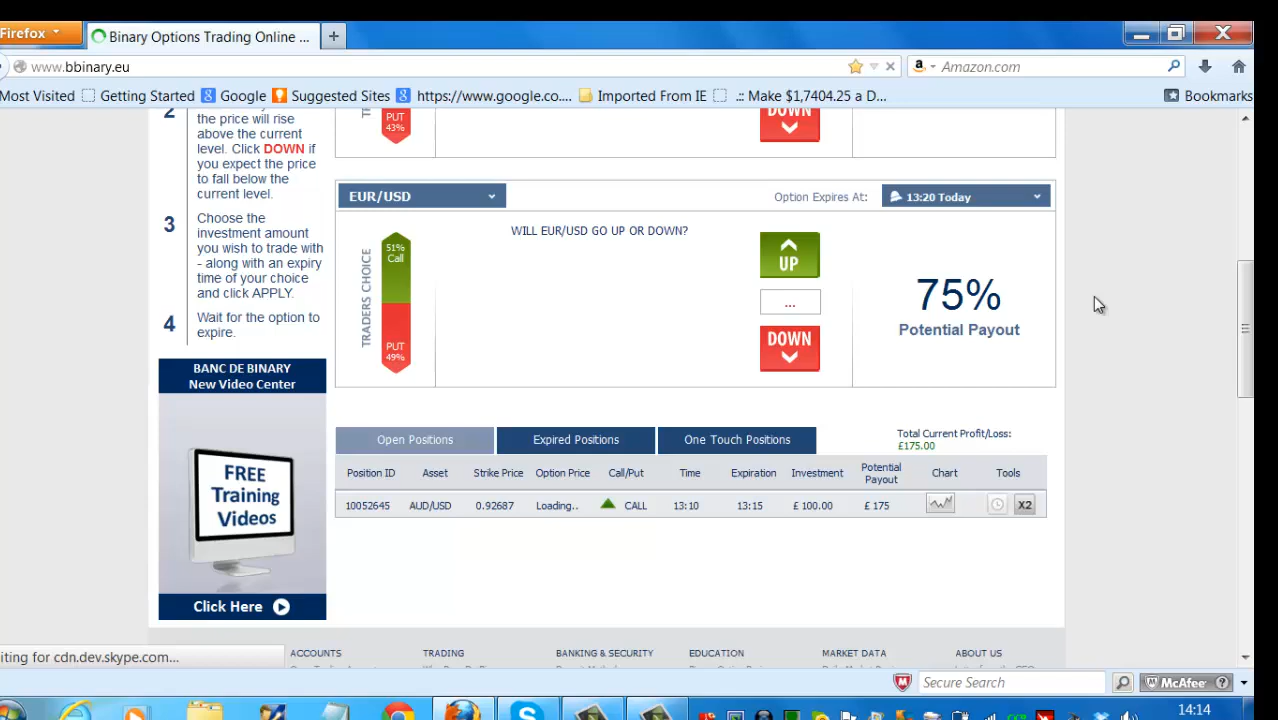 Firefox
Binary Options Trading Online ...
www.bbinary.eu
Amazon.com
Most Visited
Getting Started
Google
Suggested Sites
https://www.google.co....
Imported From IE
.:: Make $1,7404.25 a D...
Bookmarks
2
the price will rise
above the current
level. Click DOWN if
you expect the price
to fall below the
current level.
3
Choose the
investment amount
you wish to trade with
- along with an expiry
time of your choice
and click APPLY.
4
Wait for the option to
expire.
BANC DE BINARY
New Video Center
FREE
Training
Videos
Click Here
PUT
43%
DOWN
EUR/USD
Option Expires At:
13:20 Today
TRADERS CHOICE
51%
Call
PUT
49%
WILL EUR/USD GO UP OR DOWN?
UP
...
DOWN
75%
Potential Payout
Open Positions
Expired Positions
One Touch Positions
Total Current Profit/Loss:
£175.00
Position ID
Asset
Strike Price
Option Price
Call/Put
Time
Expiration
Investment
Potential
Payout
Chart
Tools
10052645
AUD/USD
0.92687
Loading..
CALL
13:10
13:15
£ 100.00
£ 175
X2
ACCOUNTS
TRADING
BANKING & SECURITY
EDUCATION
MARKET DATA
ABOUT US
iting for cdn.dev.skype.com...
Secure Search
McAfee
?
14:14